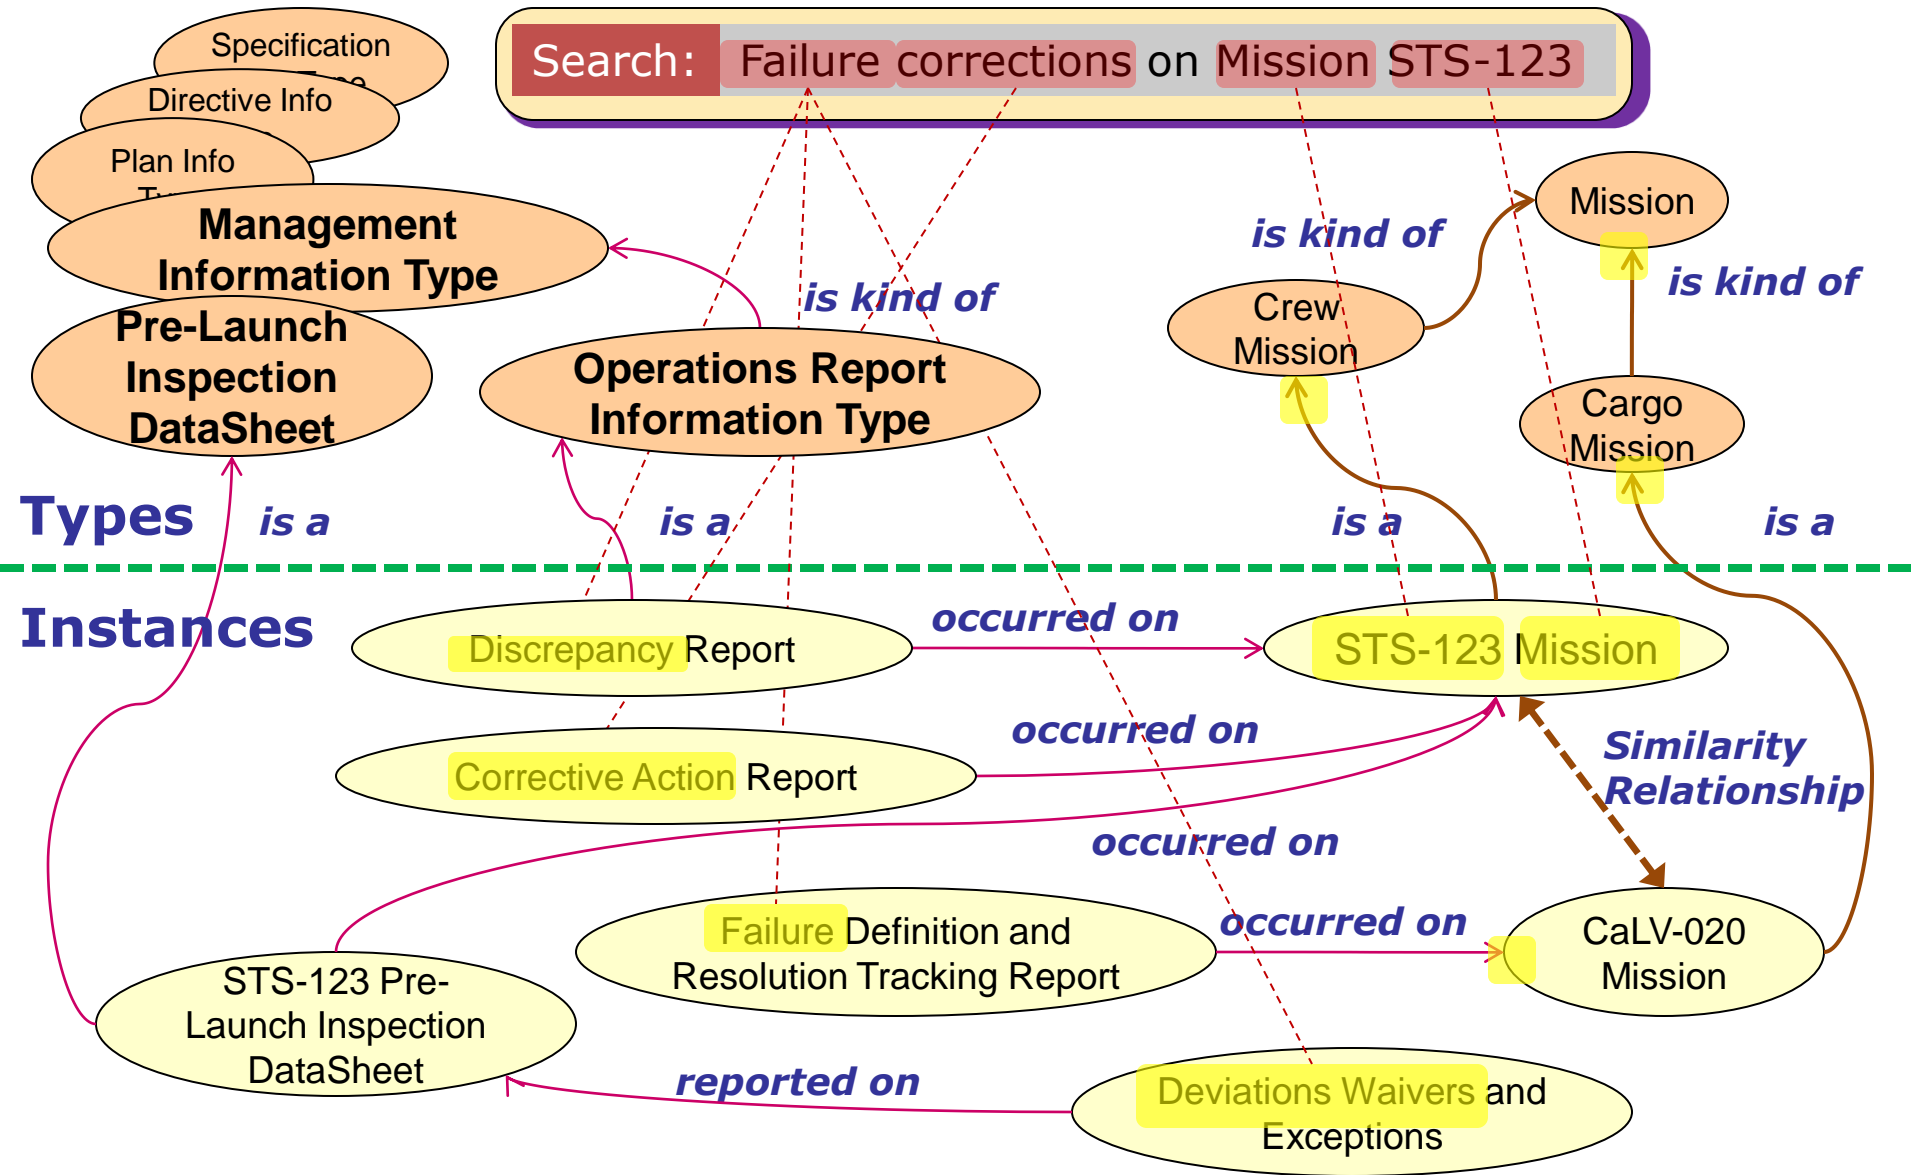 Search: Failure corrections on Mission STS-123
Specification
Directive Info
Plan Info
Management
Information Type
Pre-Launch
Inspection
DataSheet
is kind of
Operations Report
Information Type
Mission
is kind of
is kind of
Crew
Mission
Cargo
Mission
Types
is a
is a
is a
is a
Instances
Discrepancy Report
occurred on
STS-123 Mission
Corrective Action Report
occurred on
Similarity
Relationship
occurred on
Failure Definition and
Resolution Tracking Report
occurred on
CaLV-020
Mission
STS-123 Pre-
Launch Inspection
DataSheet
reported on
Deviations Waivers and
Exceptions